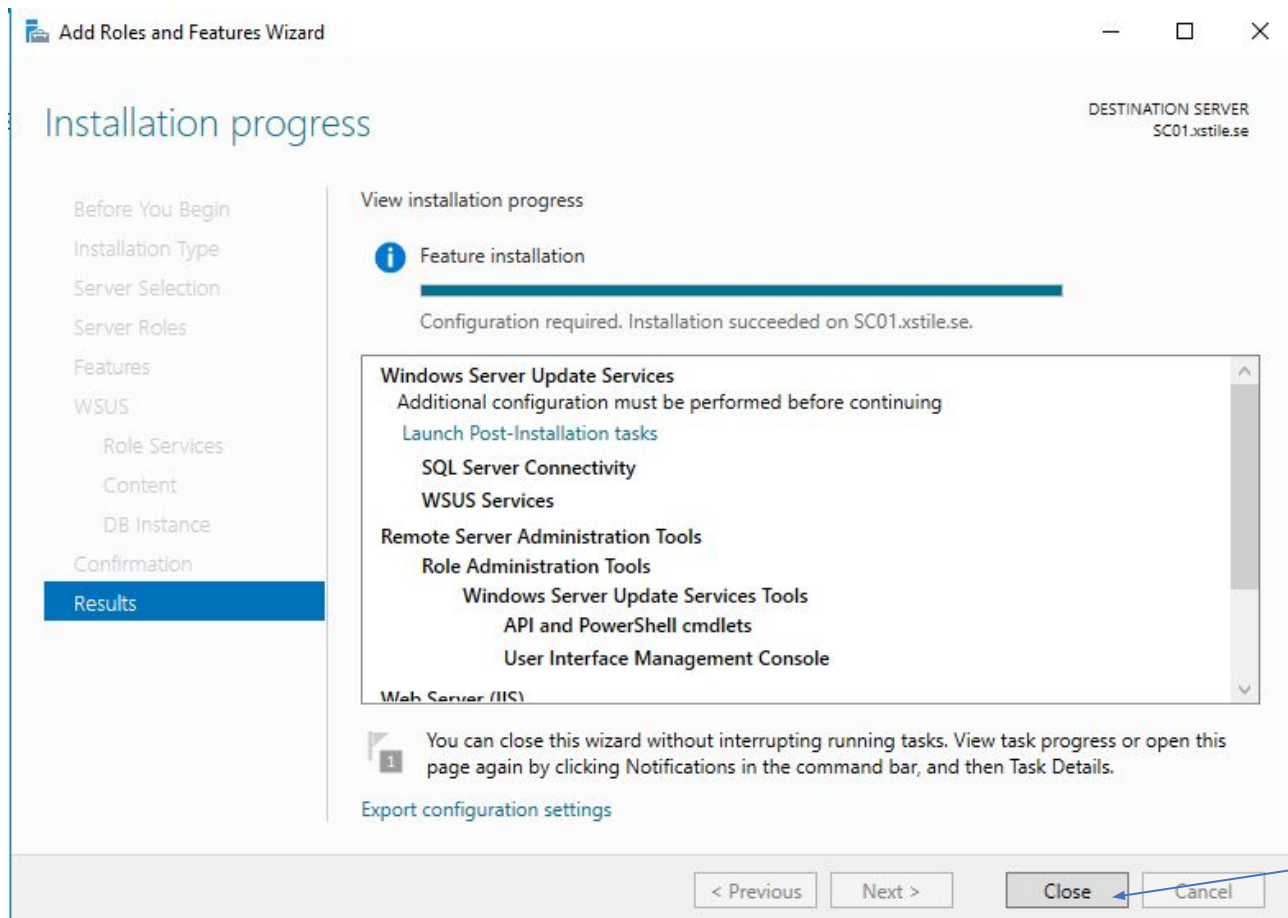 Add Roles and Features Wizard
Installation progress
DESTINATION SERVER
SC01.xstile.se
Before You Begin
Installation Type
Server Selection
Server Roles
Features
WSUS
Role Services
Content
DB Instance
Confirmation
Results
View installation progress
Feature installation
Configuration required. Installation succeeded on SC01.xstile.se.
Windows Server Update Services
Additional configuration must be performed before continuing
Launch Post-Installation tasks
SQL Server Connectivity
WSUS Services
Remote Server Administration Tools
Role Administration Tools
Windows Server Update Services Tools
API and PowerShell cmdlets
User Interface Management Console
Web Server (IIS)
1
You can close this wizard without interrupting running tasks. View task progress or open this
page again by clicking Notifications in the command bar, and then Task Details.
Export configuration settings
< Previous Next > Close Cancel